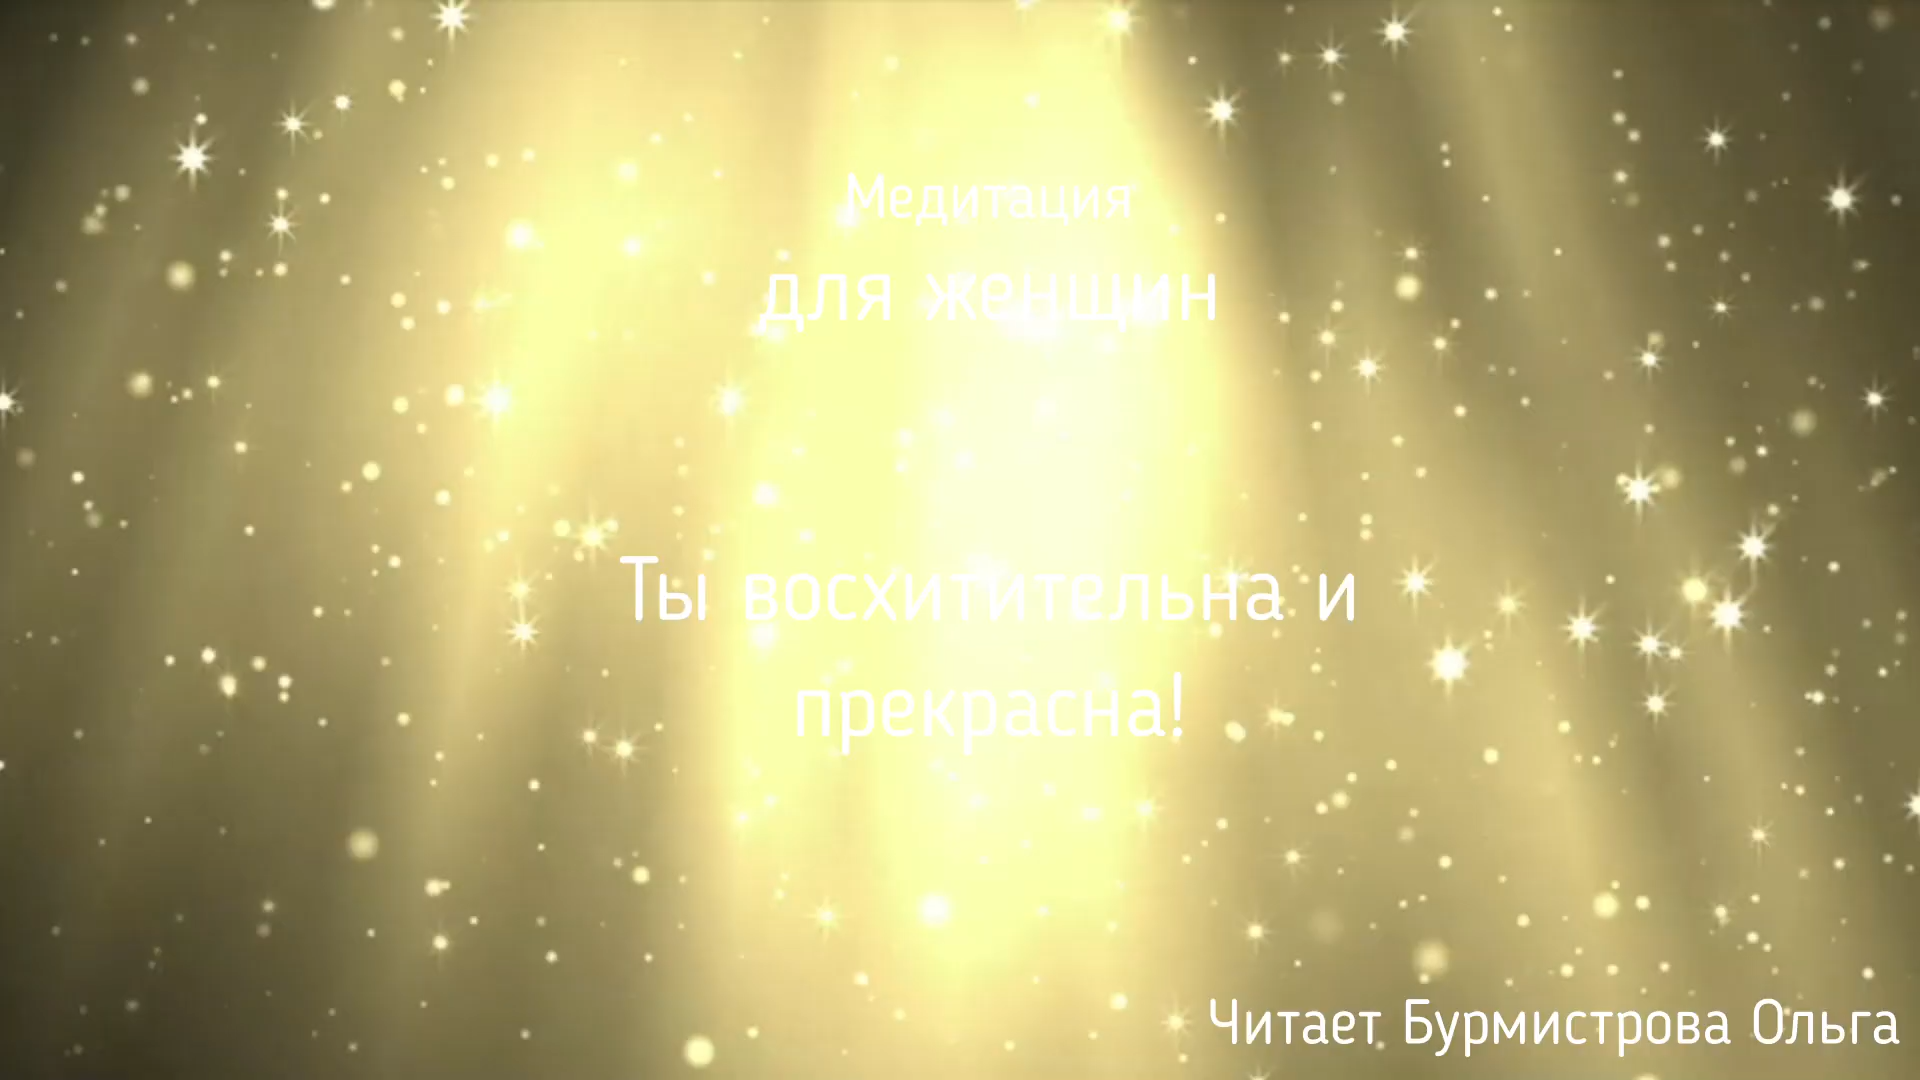 Медитация
для женщин
Ты восхитительна и
прекрасна!
Читает Бурмистрова Ольга